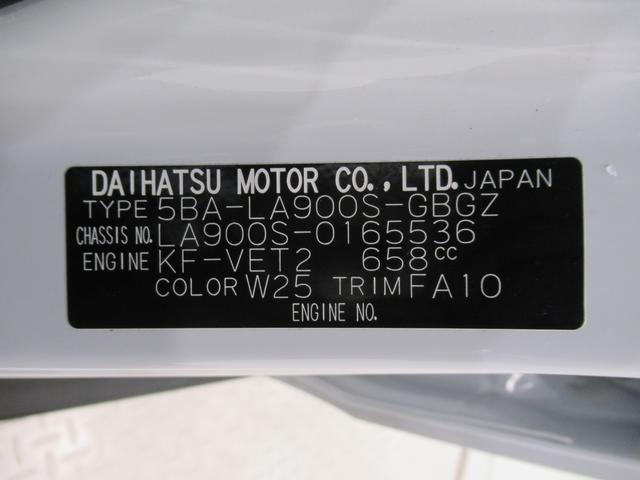 DAIHATSU MOTOR CO.,LTD. JAPAN
TYPE 5BA-LA900S-GBGZ
CHASSIS NO. LA900S-0165536
ENGINE KF-VET2 658cc
COLOR W25 TRIM FA10
ENGINE NO.